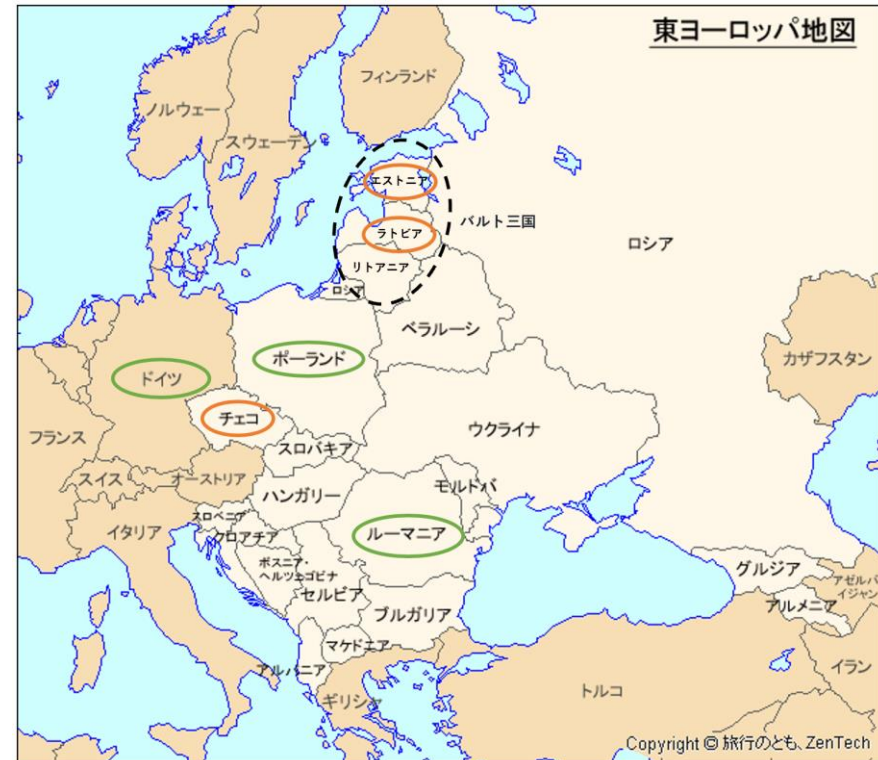 東ヨーロッパ地図
フィンランド
ノルウェー
スウェーデン
エストニア
バルト三国
ラトビア
ロシア
リトアニア
ロシア
ベラルーシ
ポーランド
カザフスタン
ドイツ
チェコ
ウクライナ
フランス
スロバキア
スイス
オーストリア
モルドバ
ハンガリー
スロベニア
イタリア
クロアチア
ルーマニア
ボスニア・
ヘルツェゴビナ
グルジア
アゼルバ
イジャン
セルビア
アルメニア
ブルガリア
マケドニア
アルバニア
イラン
トルコ
ギリシャ
Copyright © 旅行のとも、ZenTech